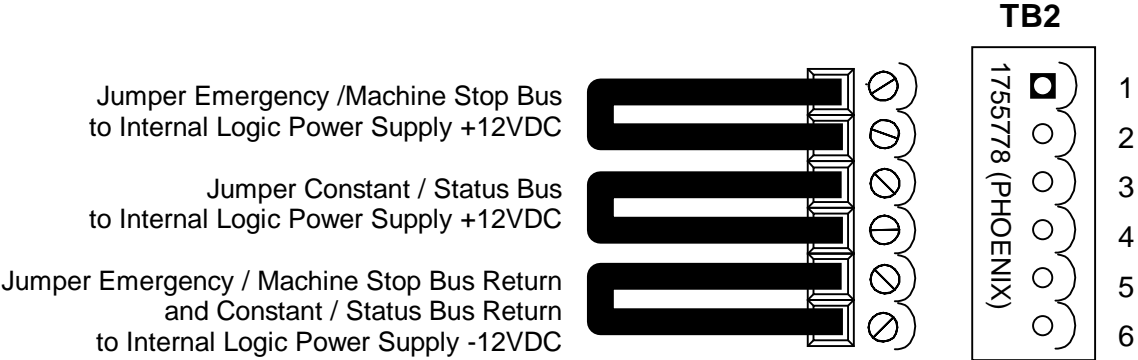 TB2
Jumper Emergency /Machine Stop Bus
to Internal Logic Power Supply +12VDC
Jumper Constant / Status Bus
to Internal Logic Power Supply +12VDC
Jumper Emergency / Machine Stop Bus Return
and Constant / Status Bus Return
to Internal Logic Power Supply -12VDC
1755778 (PHOENIX)
1
2
3
4
5
6